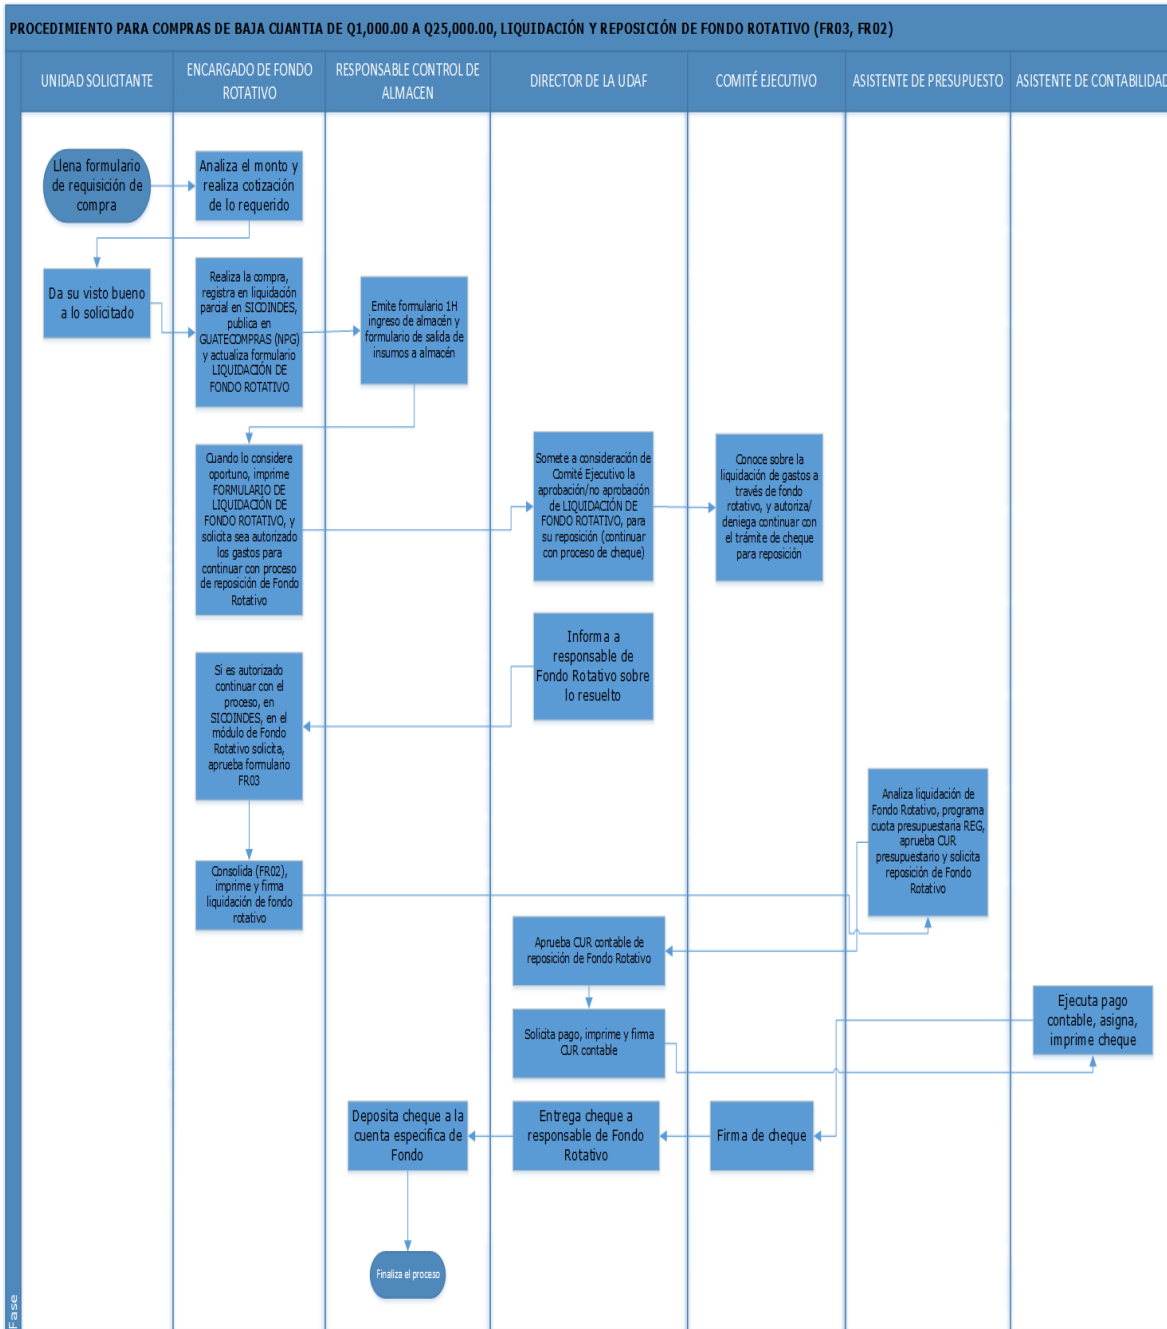 PROCEDIMIENTO PARA COMPRAS DE BAJA CUANTIA DE Q1,000.00 A Q25,000.00, LIQUIDACIÓN Y REPOSICIÓN DE FONDO ROTATIVO (FR03, FR02)
UNIDAD SOLICITANTE
ENCARGADO DE FONDO
ROTATIVO
RESPONSABLE CONTROL DE
ALMACEN
DIRECTOR DE LA UDAF
COMITÉ EJECUTIVO
ASISTENTE DE PRESUPUESTO
ASISTENTE DE CONTABILIDAD
Llena formulario
de requisición de
compra
Analiza el monto y
realiza cotización
de lo requerido
Da su visto bueno
a lo solicitado
Realiza la compra,
registra en liquidación
parcial en SICOINDES,
publica en
GUATECOMPRAS (NPG)
y actualiza formulario
LIQUIDACIÓN DE
FONDO ROTATIVO
Emite formulario 1H
ingreso de almacén y
formulario de salida de
insumos a almacén
Cuando lo considere
oportuno, imprime
FORMULARIO DE
LIQUIDACIÓN DE
FONDO ROTATIVO, y
solicita sea autorizado
los gastos para
continuar con proceso
de reposición de Fondo
Rotativo
Somete a consideración de
Comité Ejecutivo la
aprobación/no aprobación
de LIQUIDACIÓN DE
FONDO ROTATIVO, para
su reposición (continuar
con proceso de cheque)
Conoce sobre la
liquidación de gastos a
través de fondo
rotativo, y autoriza/
deniega continuar con
el trámite de cheque
para reposición
Informa a
responsable de
Fondo Rotativo sobre
lo resuelto
Si es autorizado
continuar con el
proceso, en
SICOINDES, en el
módulo de Fondo
Rotativo solicita,
aprueba formulario
FR03
Analiza liquidación de
Fondo Rotativo, programa
cuota presupuestaria REG,
aprueba CUR
presupuestario y solicita
reposición de Fondo
Rotativo
Consolida (FR02),
imprime y firma
liquidación de fondo
rotativo
Aprueba CUR contable de
reposición de Fondo Rotativo
Solicita pago, imprime y firma
CUR contable
Ejecuta pago
contable, asigna,
imprime cheque
Deposita cheque a la
cuenta especifica de
Fondo
Entrega cheque a
responsable de Fondo
Rotativo
Firma de cheque
Finaliza el proceso
Fase